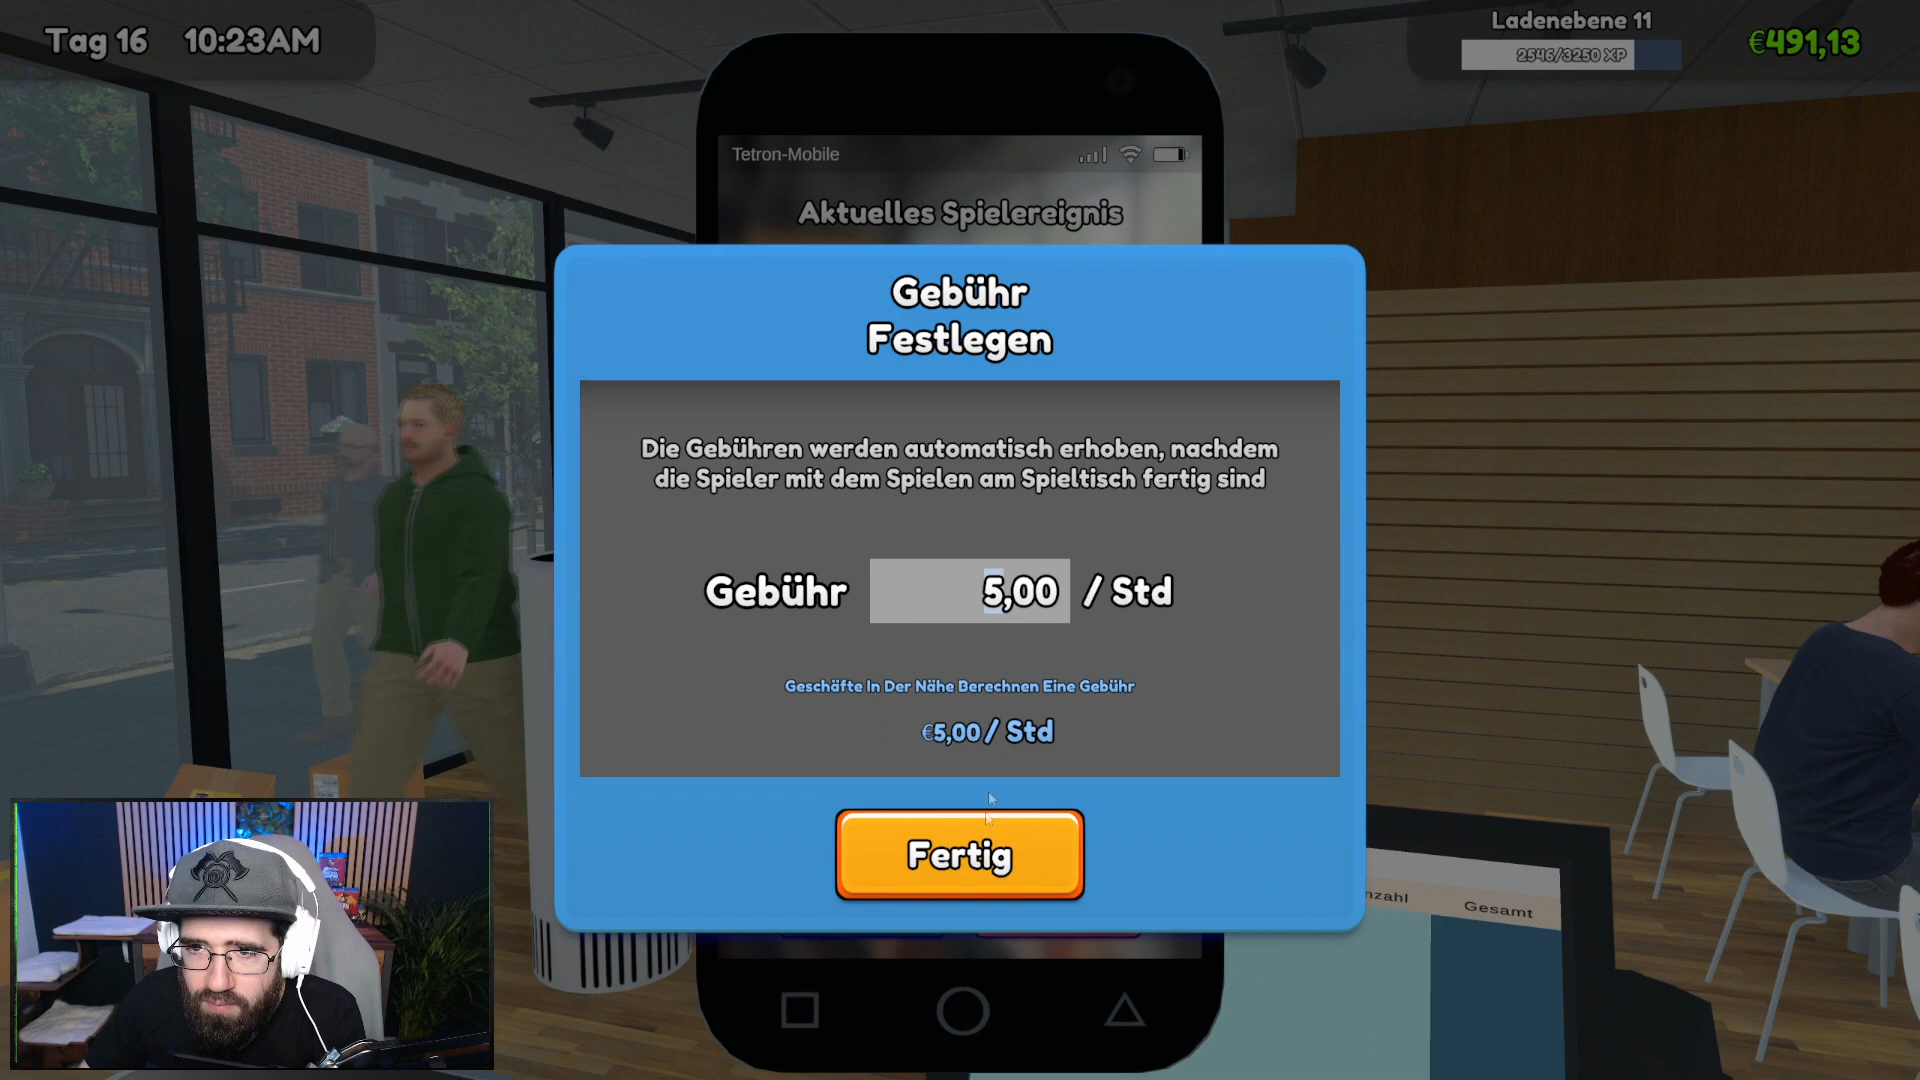 Tag 16
10:23AM
Ladenebene 11
2546/3250 XP
€491,13
Tetron-Mobile
Aktuelles Spielereignis
Gebühr
Festlegen
Die Gebühren werden automatisch erhoben, nachdem
die Spieler mit dem Spielen am Spieltisch fertig sind
Gebühr 5,00 / Std
Geschäfte In Der Nähe Berechnen Eine Gebühr
€5,00 / Std
Fertig
Gesamt